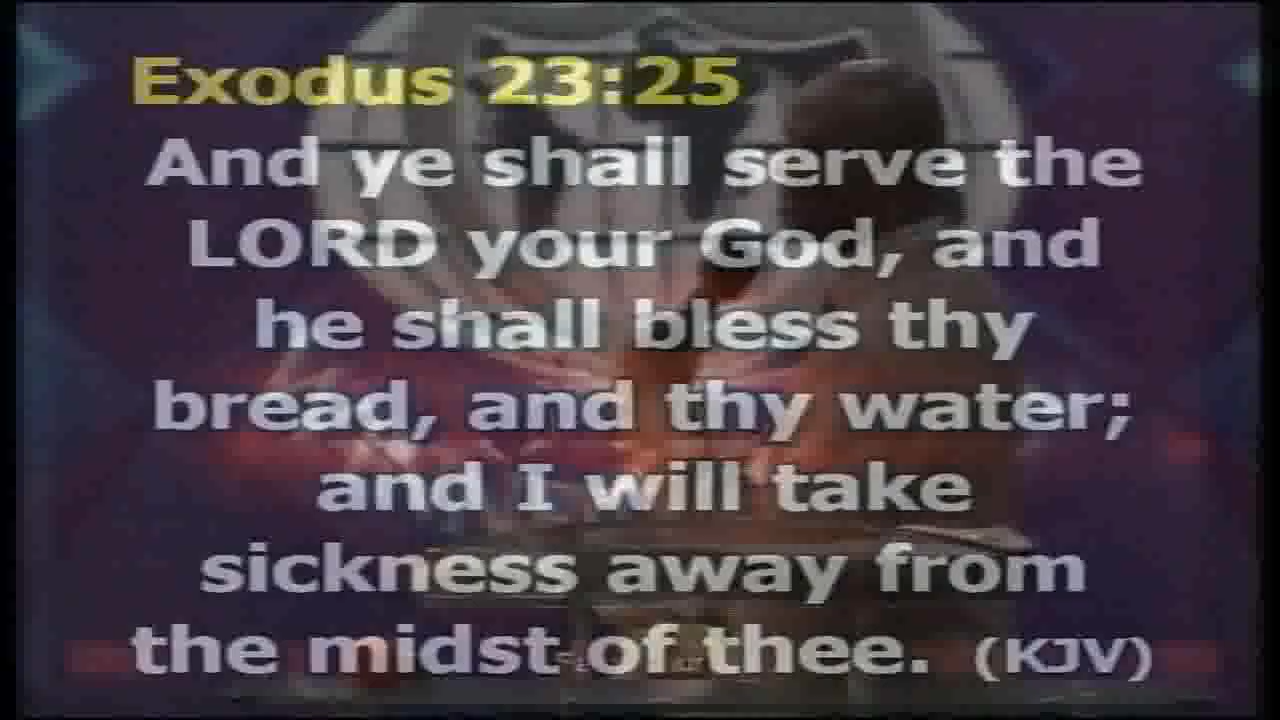 Exodus 23:25
And ye shall serve the
LORD your God, and
he shall bless thy
bread, and thy water;
and I will take
sickness away from
the midst of thee. (KJV)